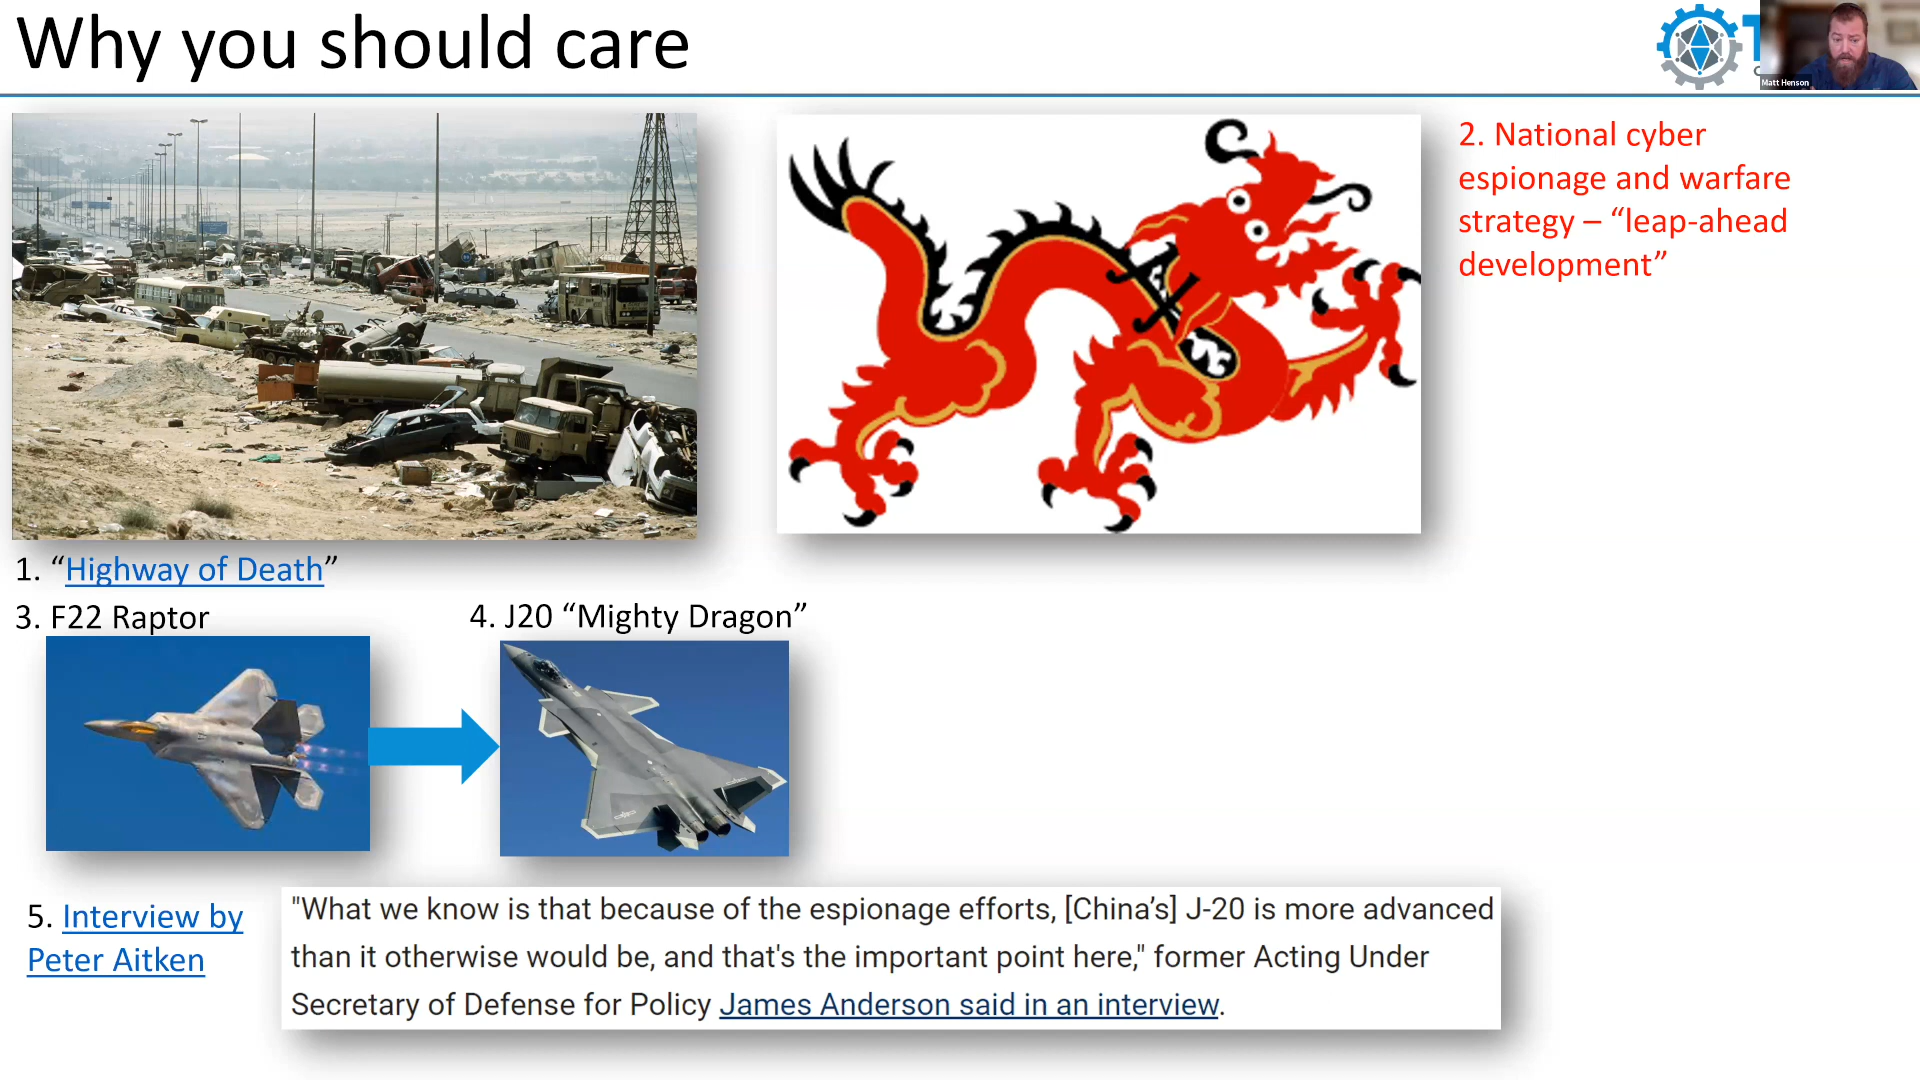 Why you should care
T
Matt Henson
2. National cyber
espionage and warfare
strategy – “leap-ahead
development”
1. “Highway of Death”
3. F22 Raptor
4. J20 “Mighty Dragon”
5. Interview by
Peter Aitken
"What we know is that because of the espionage efforts, [China’s] J-20 is more advanced
than it otherwise would be, and that's the important point here," former Acting Under
Secretary of Defense for Policy James Anderson said in an interview.